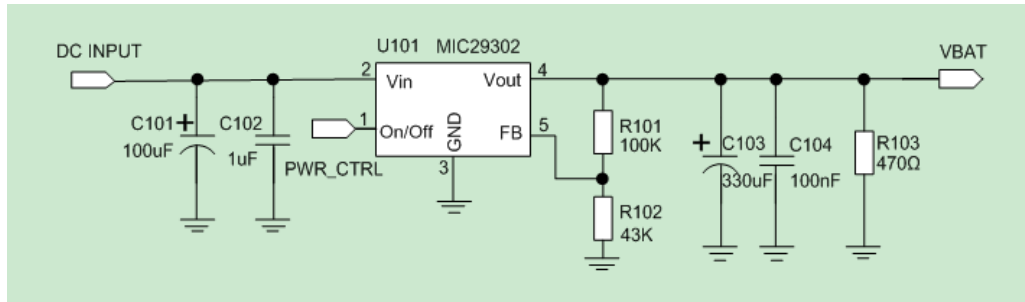 DC INPUT
U101 MIC29302
VBAT
2
Vin
Vout
4
C101
+
100uF
C102
1uF
PWR_CTRL
1
On/Off
GND
3
FB
5
R101
100K
R102
43K
+
C103
330uF
C104
100nF
R103
470Ω